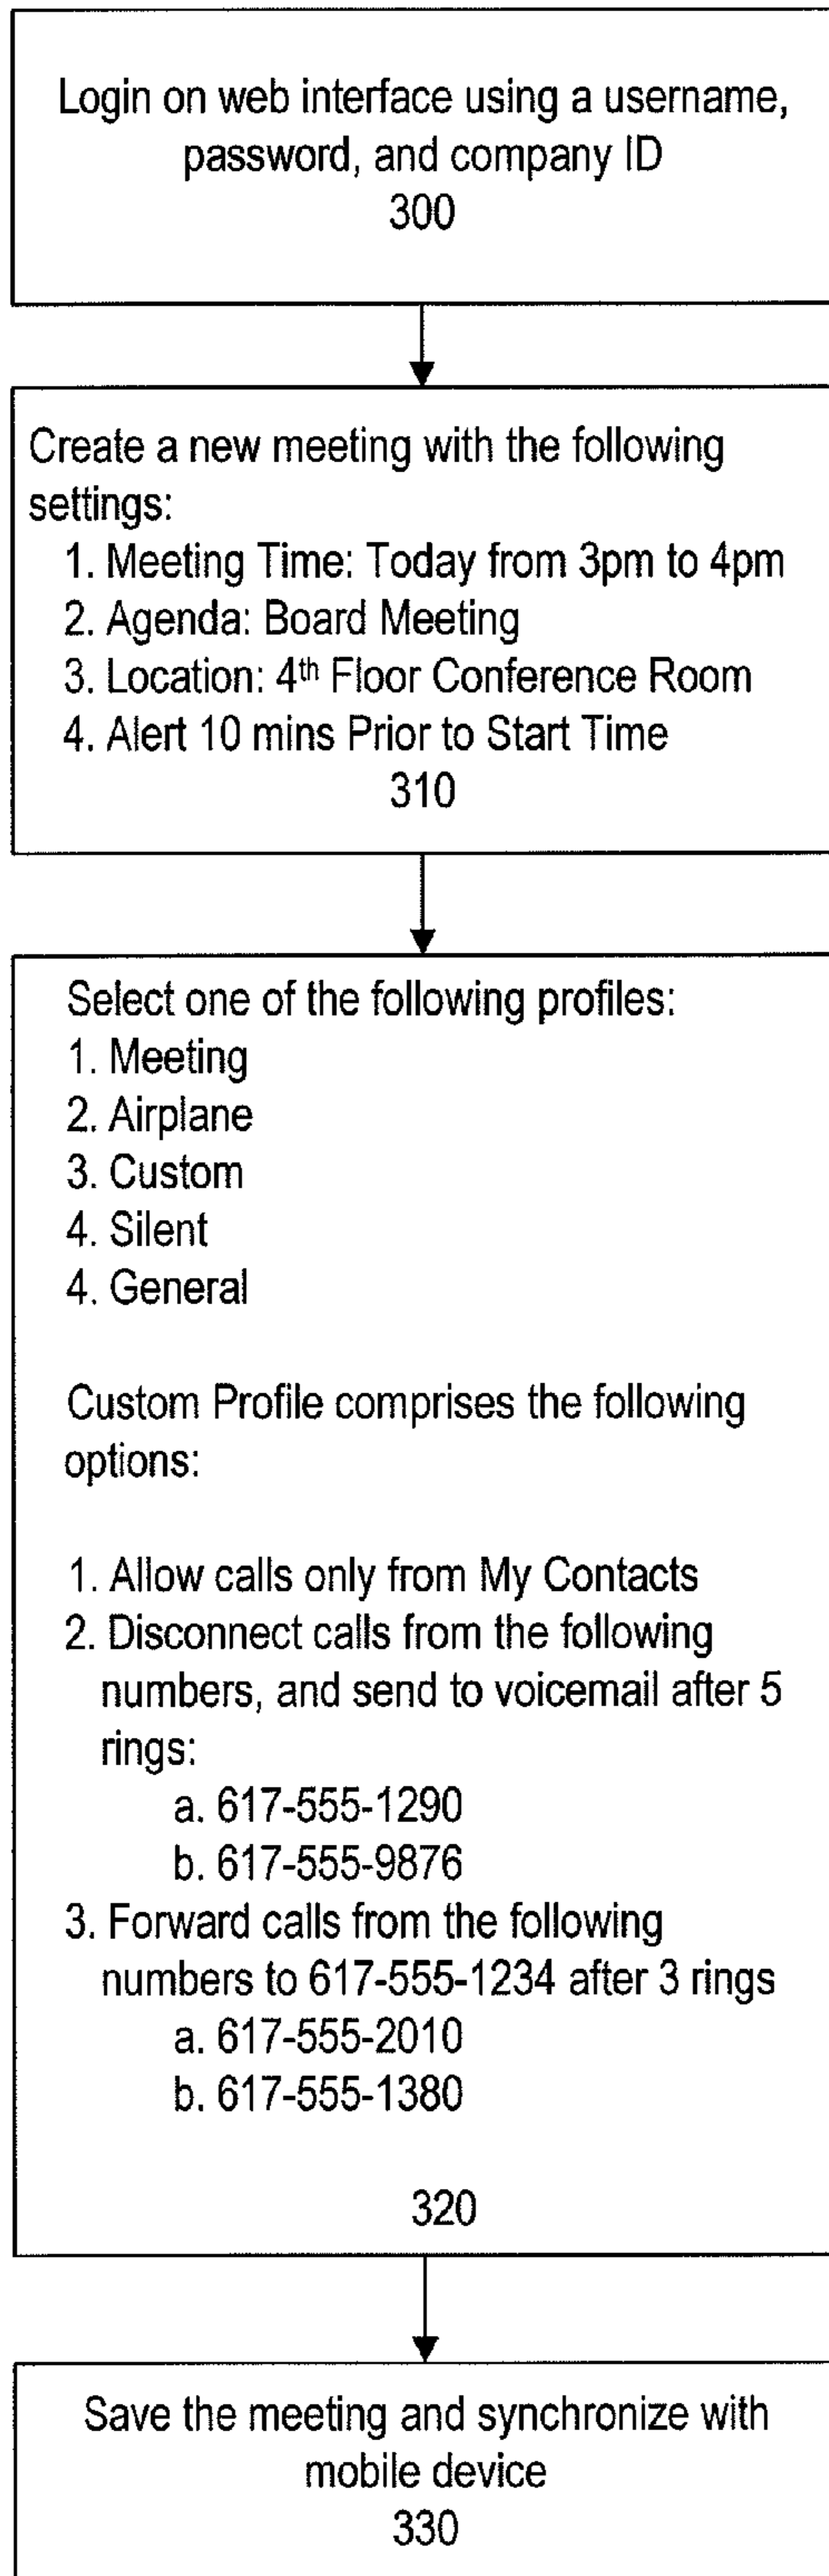 Login on web interface using a username,
password, and company ID
300
Create a new meeting with the following
settings:
1. Meeting Time: Today from 3pm to 4pm
2. Agenda: Board Meeting
3. Location: 4th Floor Conference Room
4. Alert 10 mins Prior to Start Time
310
Select one of the following profiles:
1. Meeting
2. Airplane
3. Custom
4. Silent
4. General
Custom Profile comprises the following
options:
1. Allow calls only from My Contacts
2. Disconnect calls from the following
numbers, and send to voicemail after 5
rings:
a. 617-555-1290
b. 617-555-9876
3. Forward calls from the following
numbers to 617-555-1234 after 3 rings
a. 617-555-2010
b. 617-555-1380
320
Save the meeting and synchronize with
mobile device
330